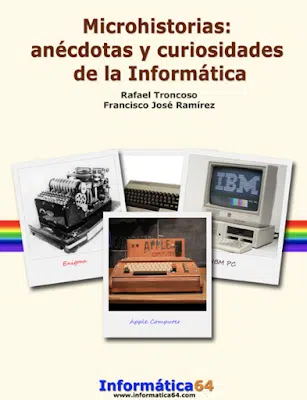 Microhistorias:
anécdotas y curiosidades
de la Informática
Rafael Troncoso
Francisco José Ramírez
IBM
APPLE
COMPUTER
Enigma
IBM PC
Apple Computer
Informática64
www.informatica64.com